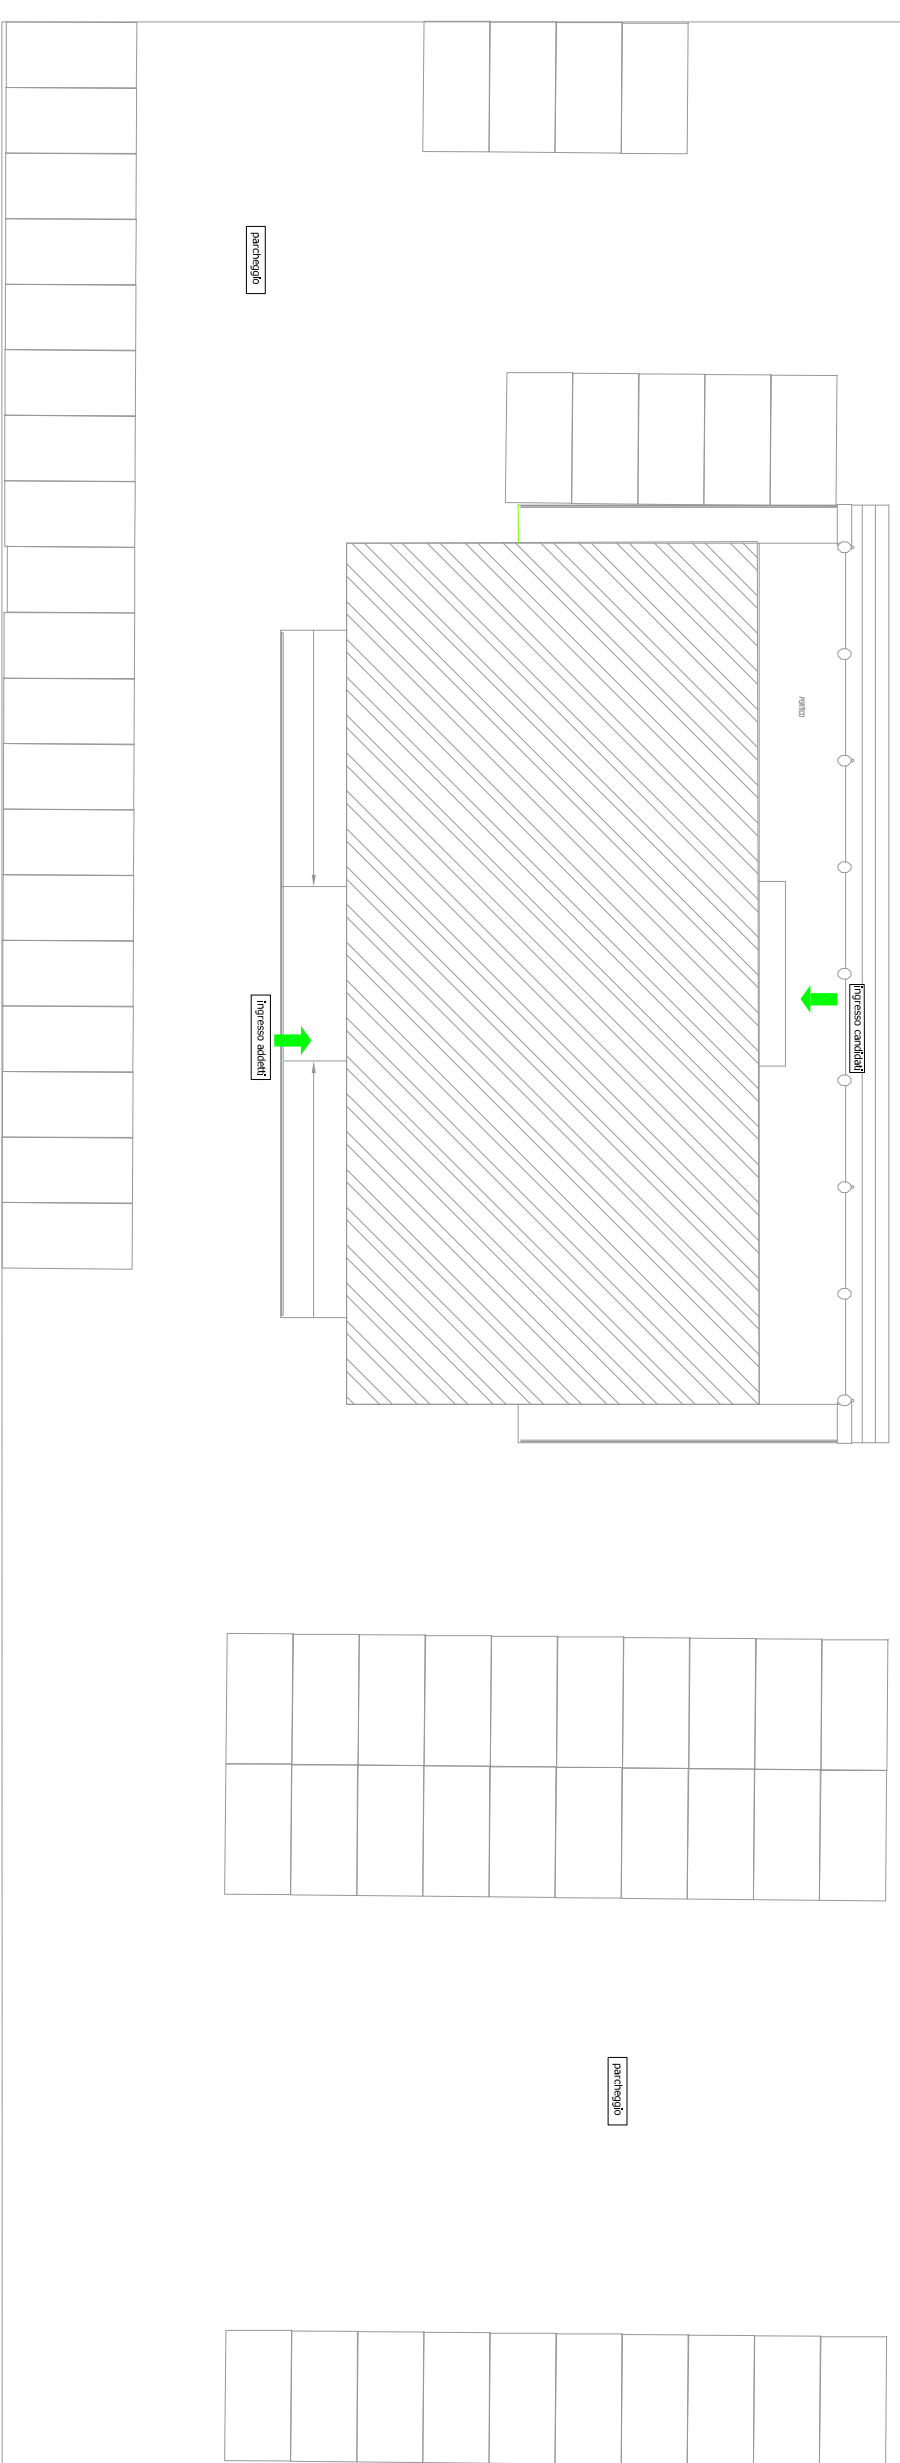 parcheggio
PORTICO
ingresso candidati
ingresso addetti
parcheggio